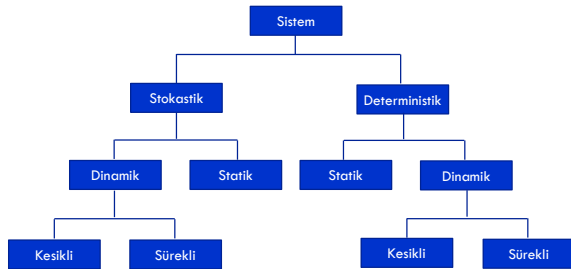 Sistem
Stokastik
Deterministik
Dinamik
Statik
Statik
Dinamik
Kesikli
Sürekli
Kesikli
Sürekli